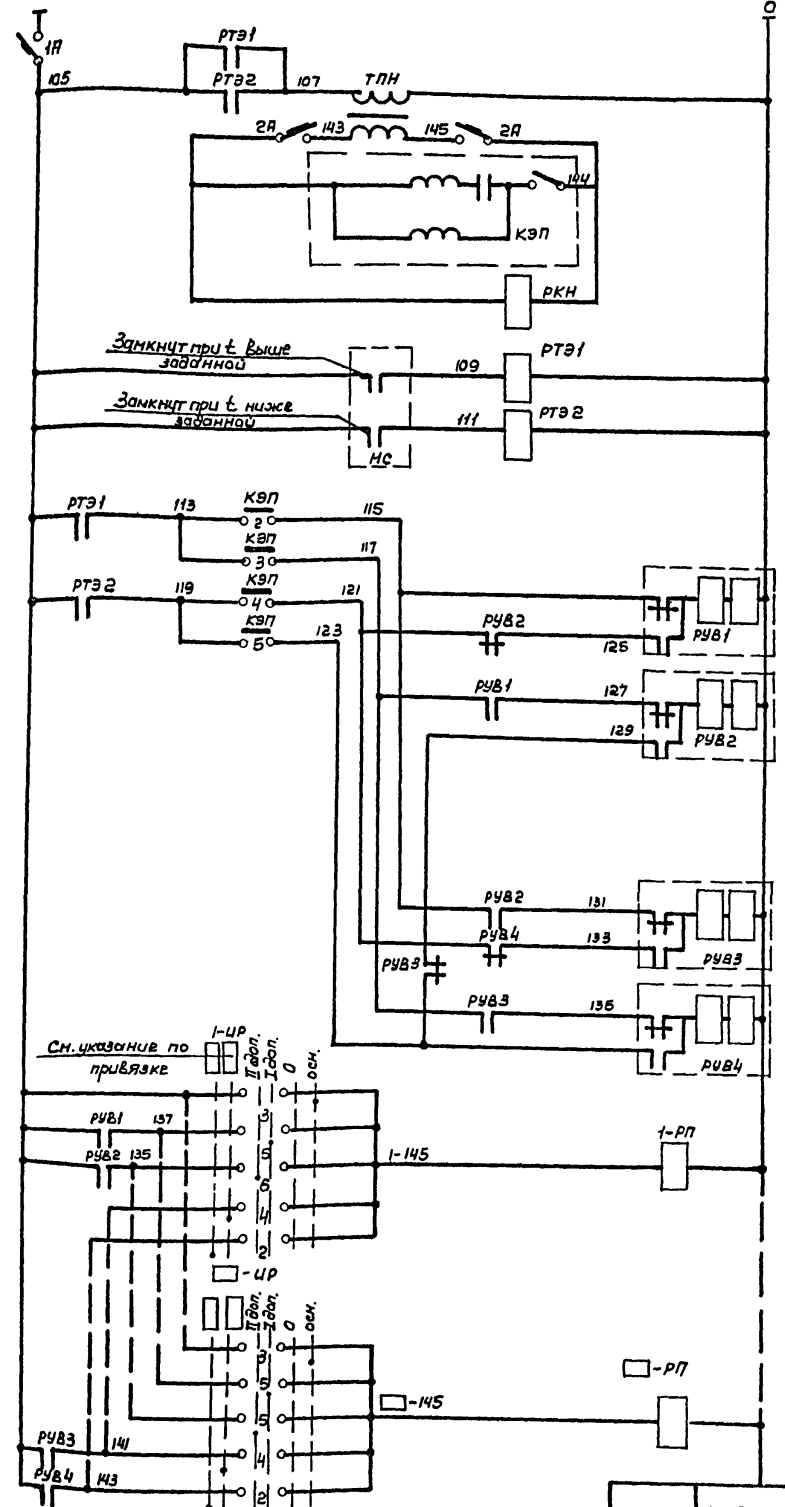 1А
0
105
РТЭ1
РТЭ2
107
ТПН
2А
143
145
2А
144
КЭП
РКН
Замкнут при t выше
заданной
109
РТЭ1
Замкнут при t ниже
заданной
111
РТЭ2
МС
РТЭ1
113
КЭП
2
115
КЭП
3
117
РТЭ2
119
КЭП
4
121
КЭП
5
123
РУВ2
125
РУВ1
РУВ1
127
129
РУВ2
РУВ2
131
РУВ4
133
РУВ3
РУВ3
РУВ3
136
РУВ4
См. указание по
привязке
1-ИР
II доп.
I доп.
0
осн.
3
РУВ1
137
5
РУВ2
135
6
1-145
1-РП
4
2
-ИР
II доп.
I доп.
0
осн.
3
5
5
-145
-РП
РУВ3
141
4
РУВ4
143
2